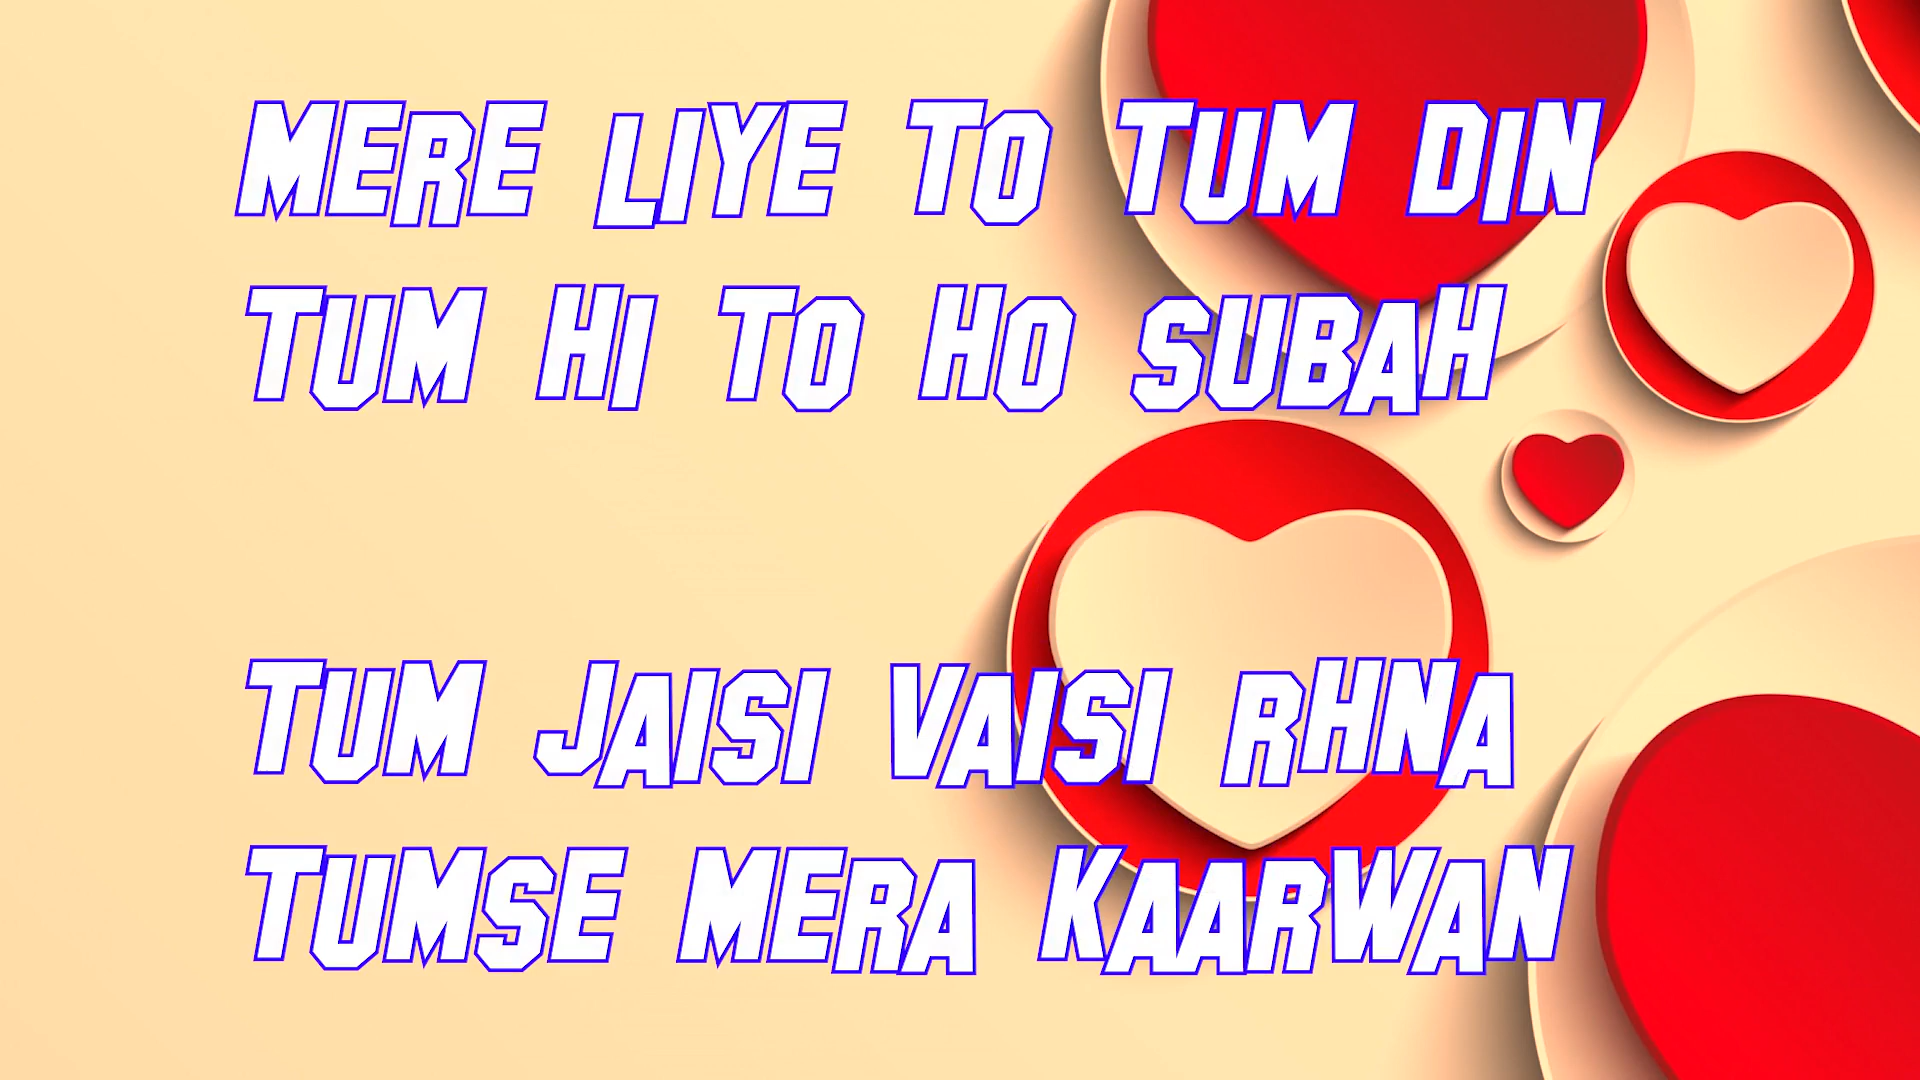 MERE LIYE TO TUM DIN
TUM HI TO HO SUBAH
TUM JAISI VAISI RHNA
TUMSE MERA KAARWAN